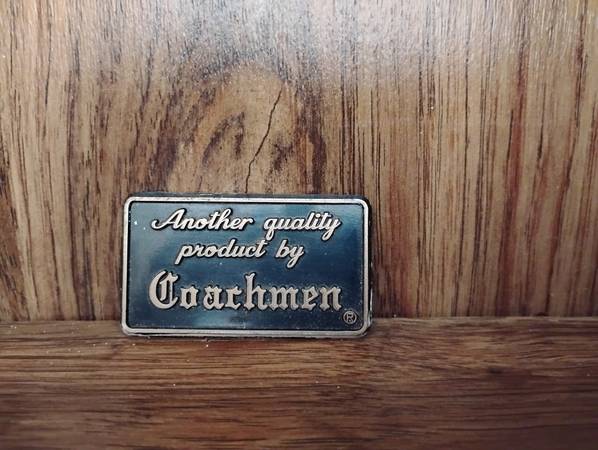 Another quality
product by
Coachmen
®